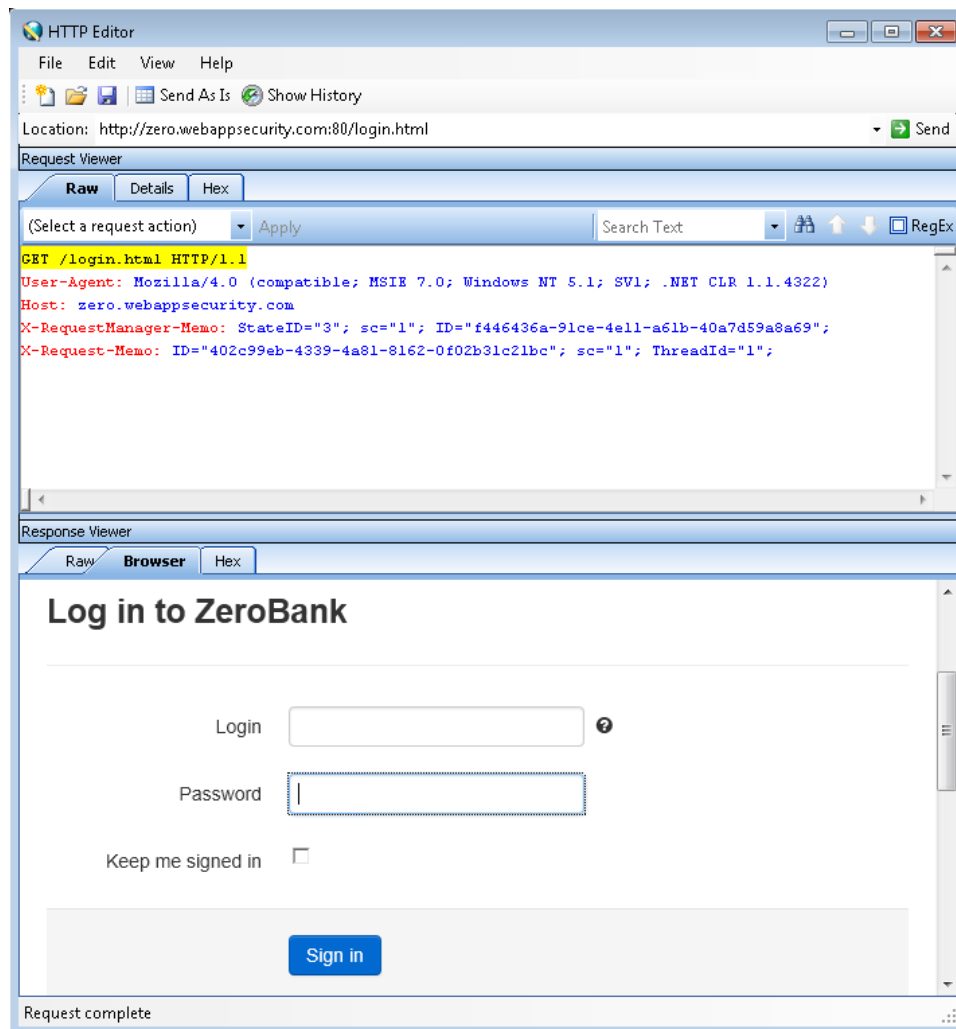 HTTP Editor
File Edit View Help
Send As Is Show History
Location: http://zero.webappsecurity.com:80/login.html Send
Request Viewer
Raw Details Hex
(Select a request action) Apply Search Text RegEx
GET /login.html HTTP/1.1
User-Agent: Mozilla/4.0 (compatible; MSIE 7.0; Windows NT 5.1; SV1; .NET CLR 1.1.4322)
Host: zero.webappsecurity.com
X-RequestManager-Memo: StateID="3"; sc="1"; ID="f446436a-91ce-4e11-a61b-40a7d59a8a69";
X-Request-Memo: ID="402c99eb-4339-4a81-8162-0f02b31c21bc"; sc="1"; ThreadId="1";
Response Viewer
Raw Browser Hex
Log in to ZeroBank
Login
Password
Keep me signed in
Sign in
Request complete